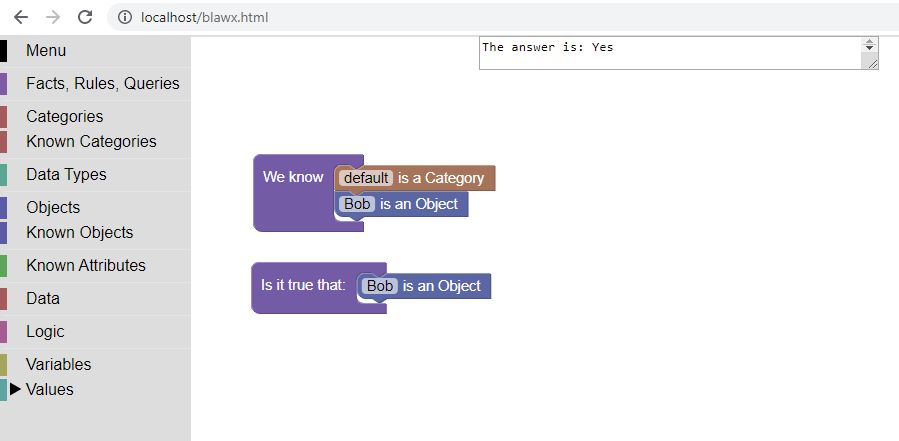 localhost/blawx.html
The answer is: Yes
Menu
Facts, Rules, Queries
Categories
Known Categories
Data Types
Objects
Known Objects
Known Attributes
Data
Logic
Variables
Values
We know
default is a Category
Bob is an Object
Is it true that: Bob is an Object